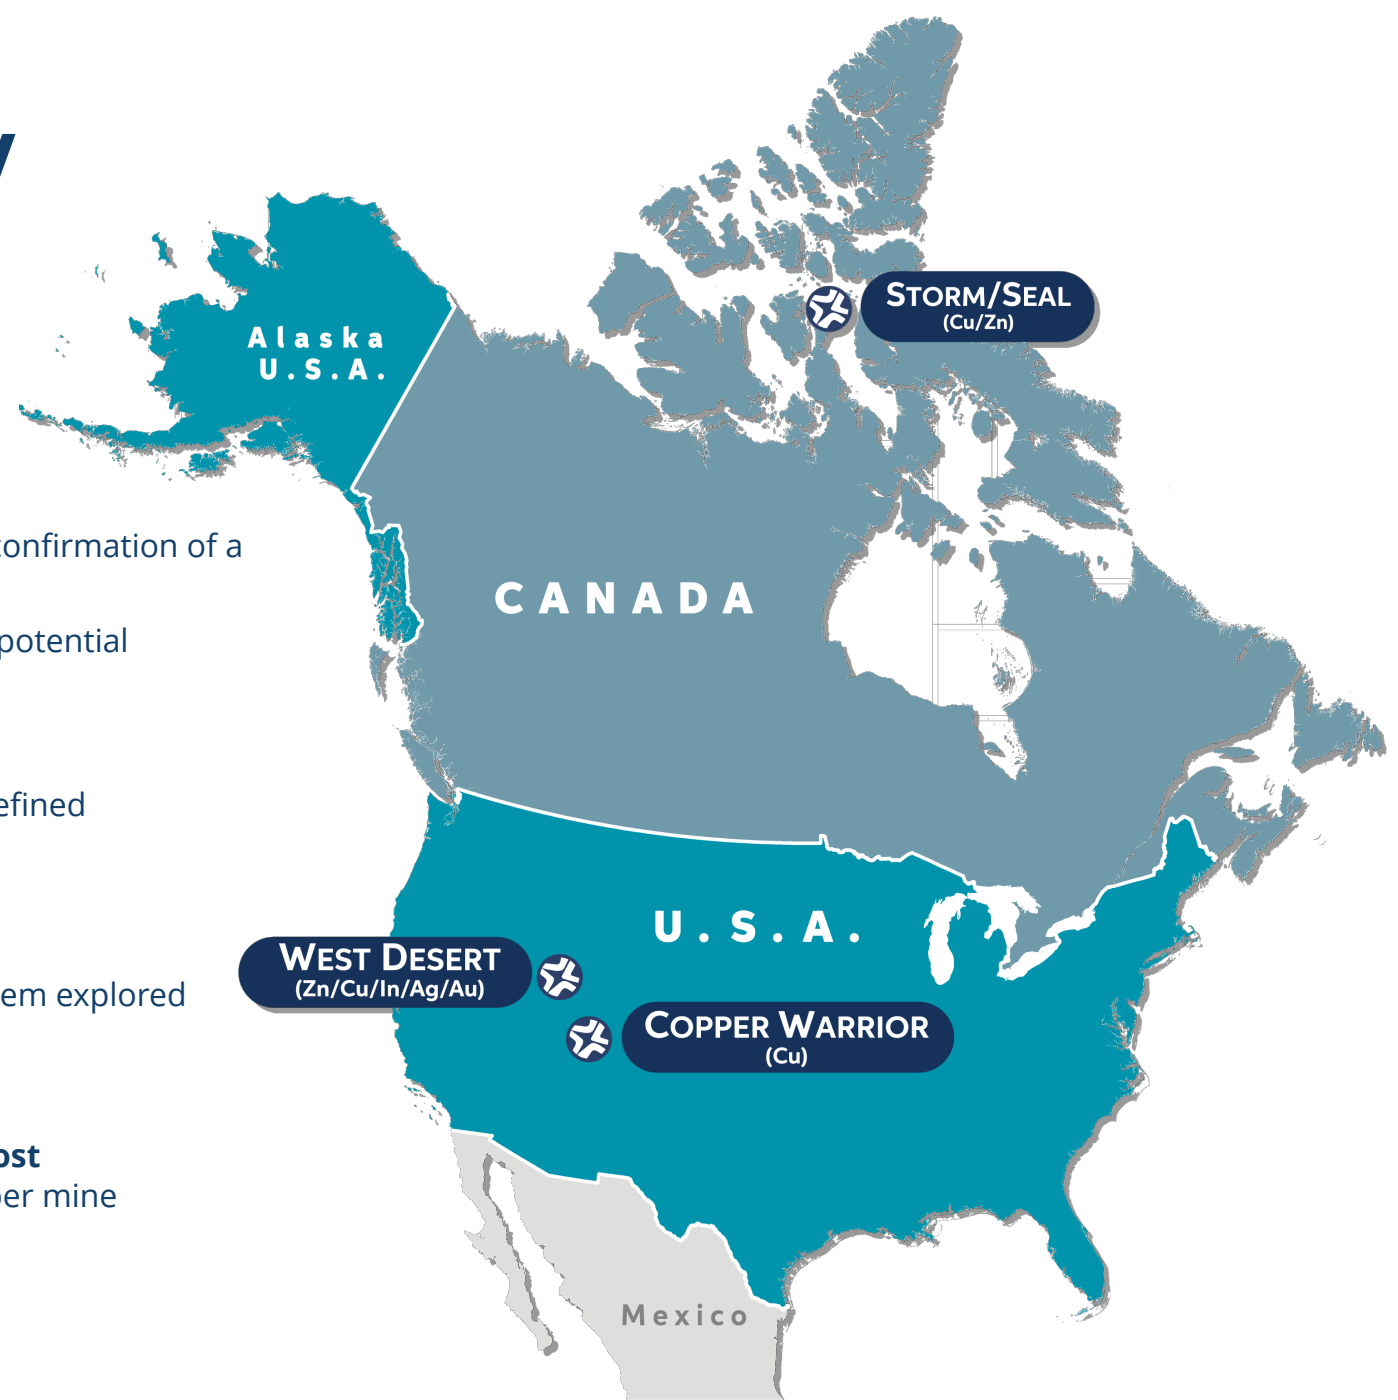 y
STORM/SEAL
(Cu/Zn)
Alaska
U.S.A.
confirmation of a
CANADA
potential
efined
U.S.A.
WEST DESERT
(Zn/Cu/In/Ag/Au)
em explored
COPPER WARRIOR
(Cu)
ost
per mine
Mexico